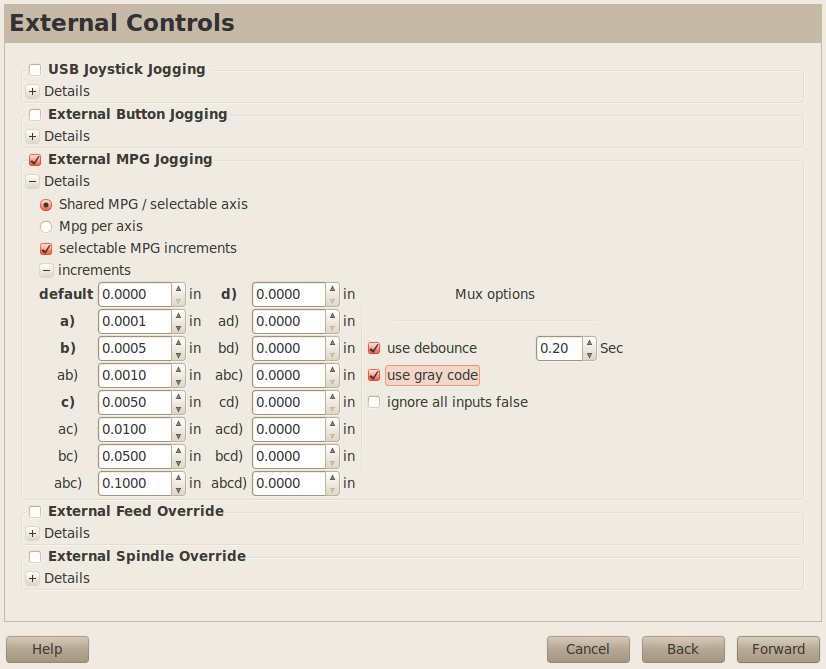 External Controls
USB Joystick Jogging
Details
External Button Jogging
Details
External MPG Jogging
Details
Shared MPG / selectable axis
Mpg per axis
selectable MPG increments
increments
default 0.0000 in d) 0.0000 in Mux options
a) 0.0001 in ad) 0.0000 in
b) 0.0005 in bd) 0.0000 in use debounce 0.20 Sec
ab) 0.0010 in abc) 0.0000 in use gray code
c) 0.0050 in cd) 0.0000 in ignore all inputs false
ac) 0.0100 in acd) 0.0000 in
bc) 0.0500 in bcd) 0.0000 in
abc) 0.1000 in abcd) 0.0000 in
External Feed Override
Details
External Spindle Override
Details
Help Cancel Back Forward